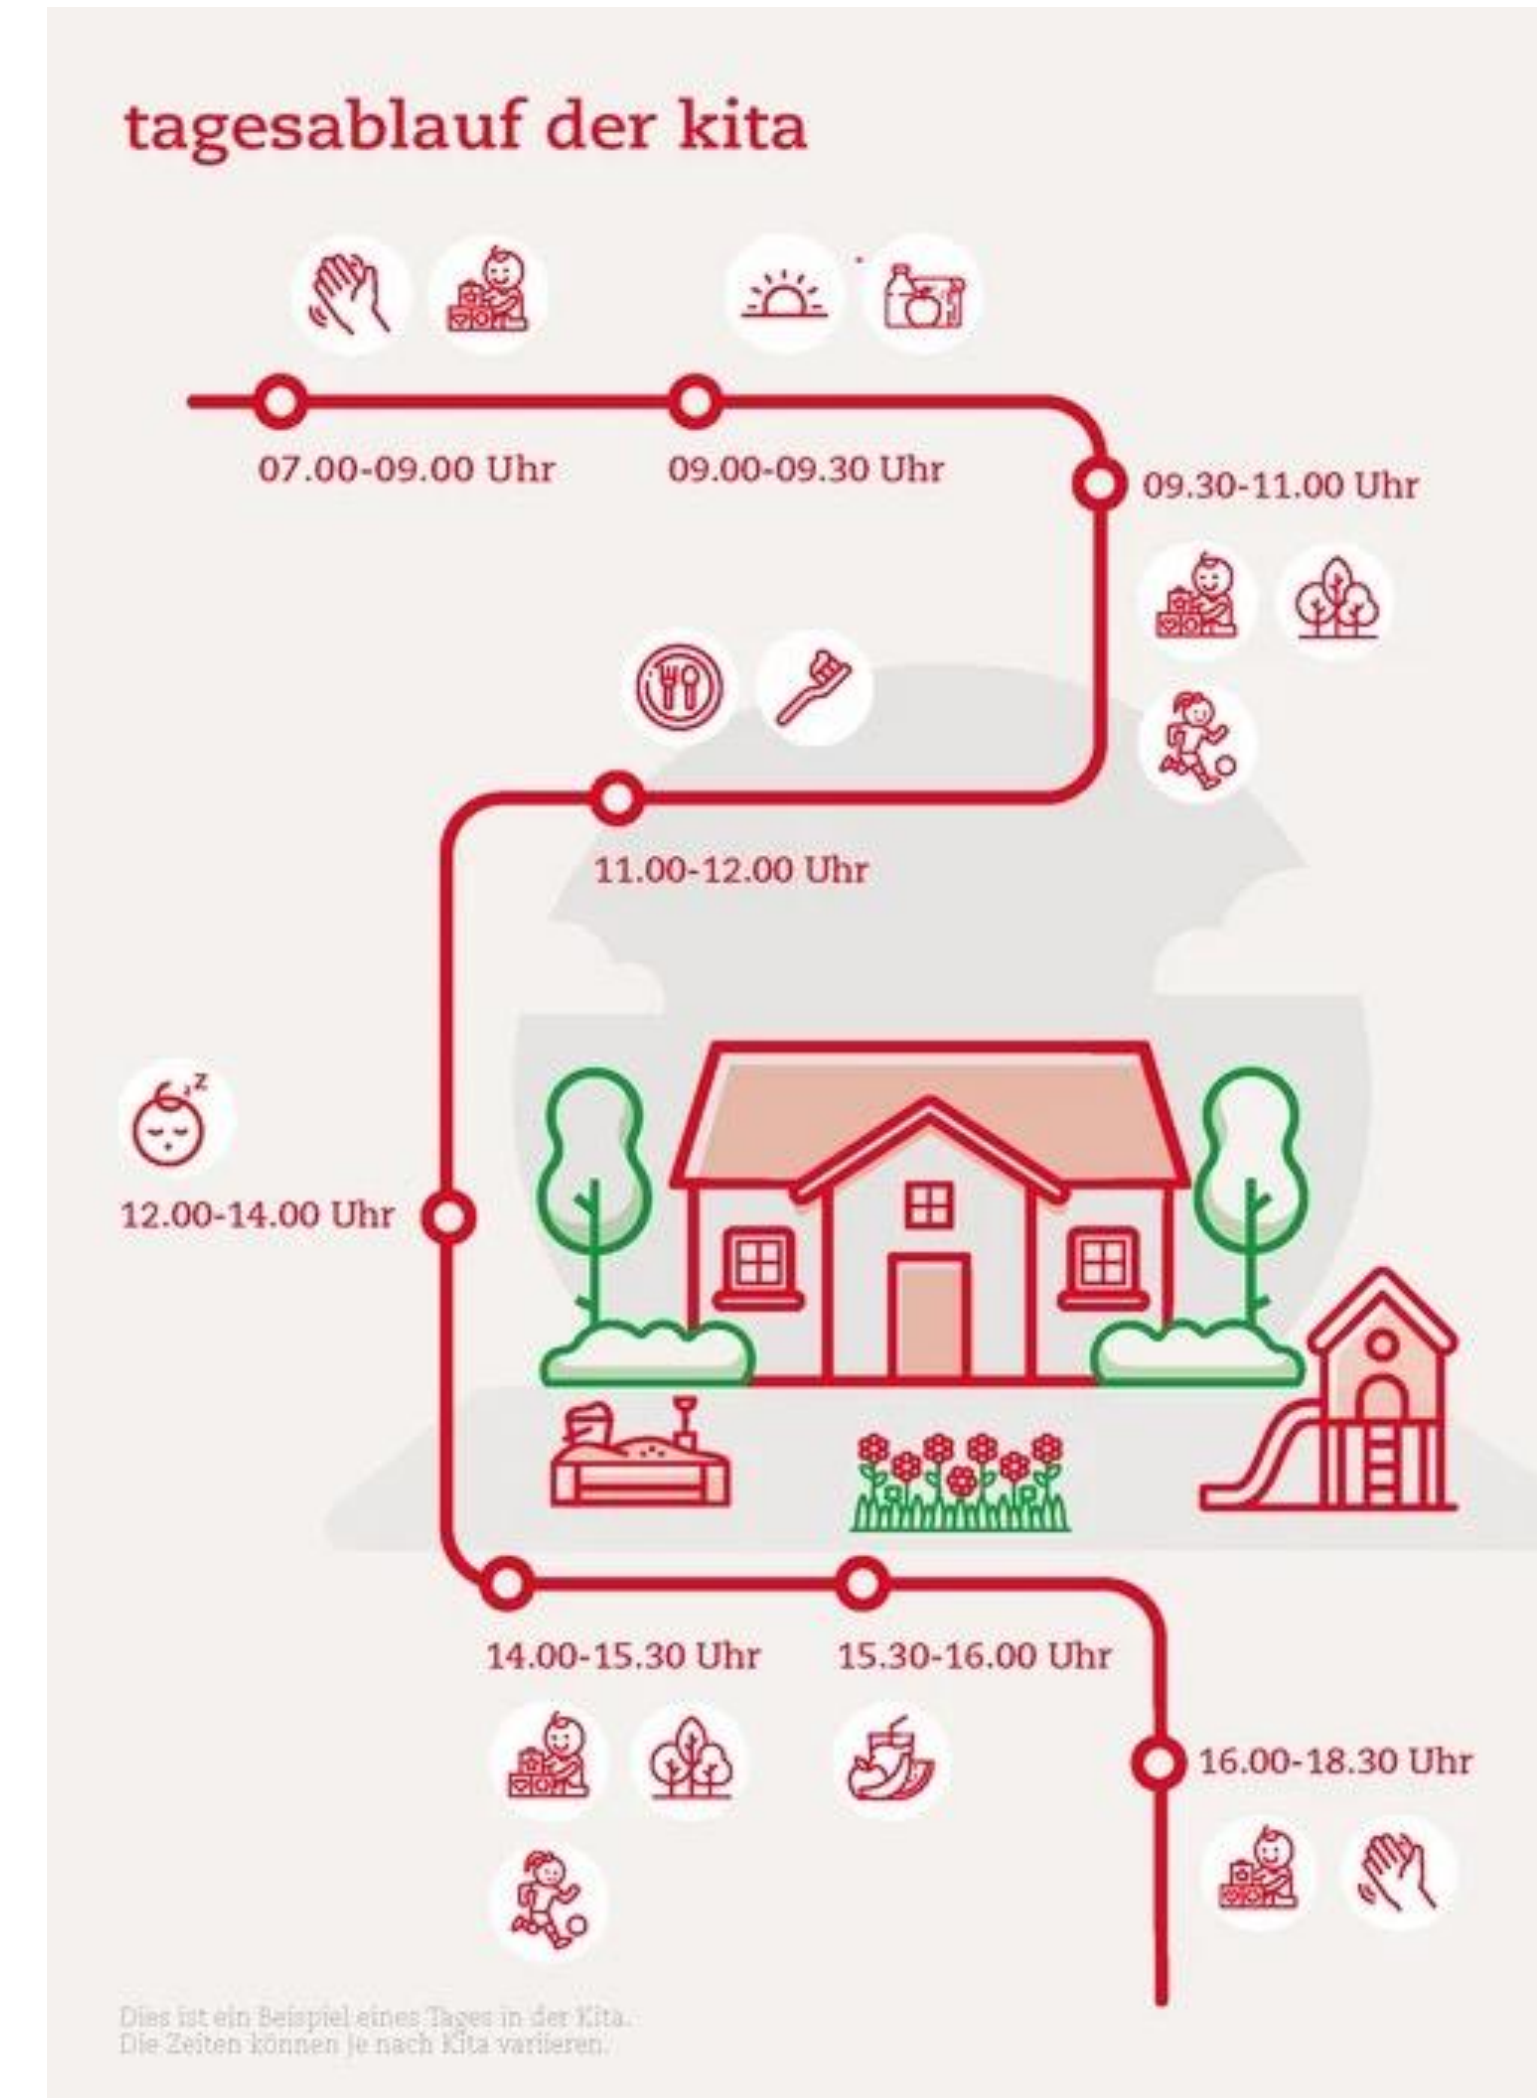 tagesablauf der kita
07.00-09.00 Uhr
09.00-09.30 Uhr
09.30-11.00 Uhr
11.00-12.00 Uhr
12.00-14.00 Uhr
14.00-15.30 Uhr
15.30-16.00 Uhr
16.00-18.30 Uhr
Dies ist ein Beispiel eines Tages in der Kita.
Die Zeiten können je nach Kita variieren.